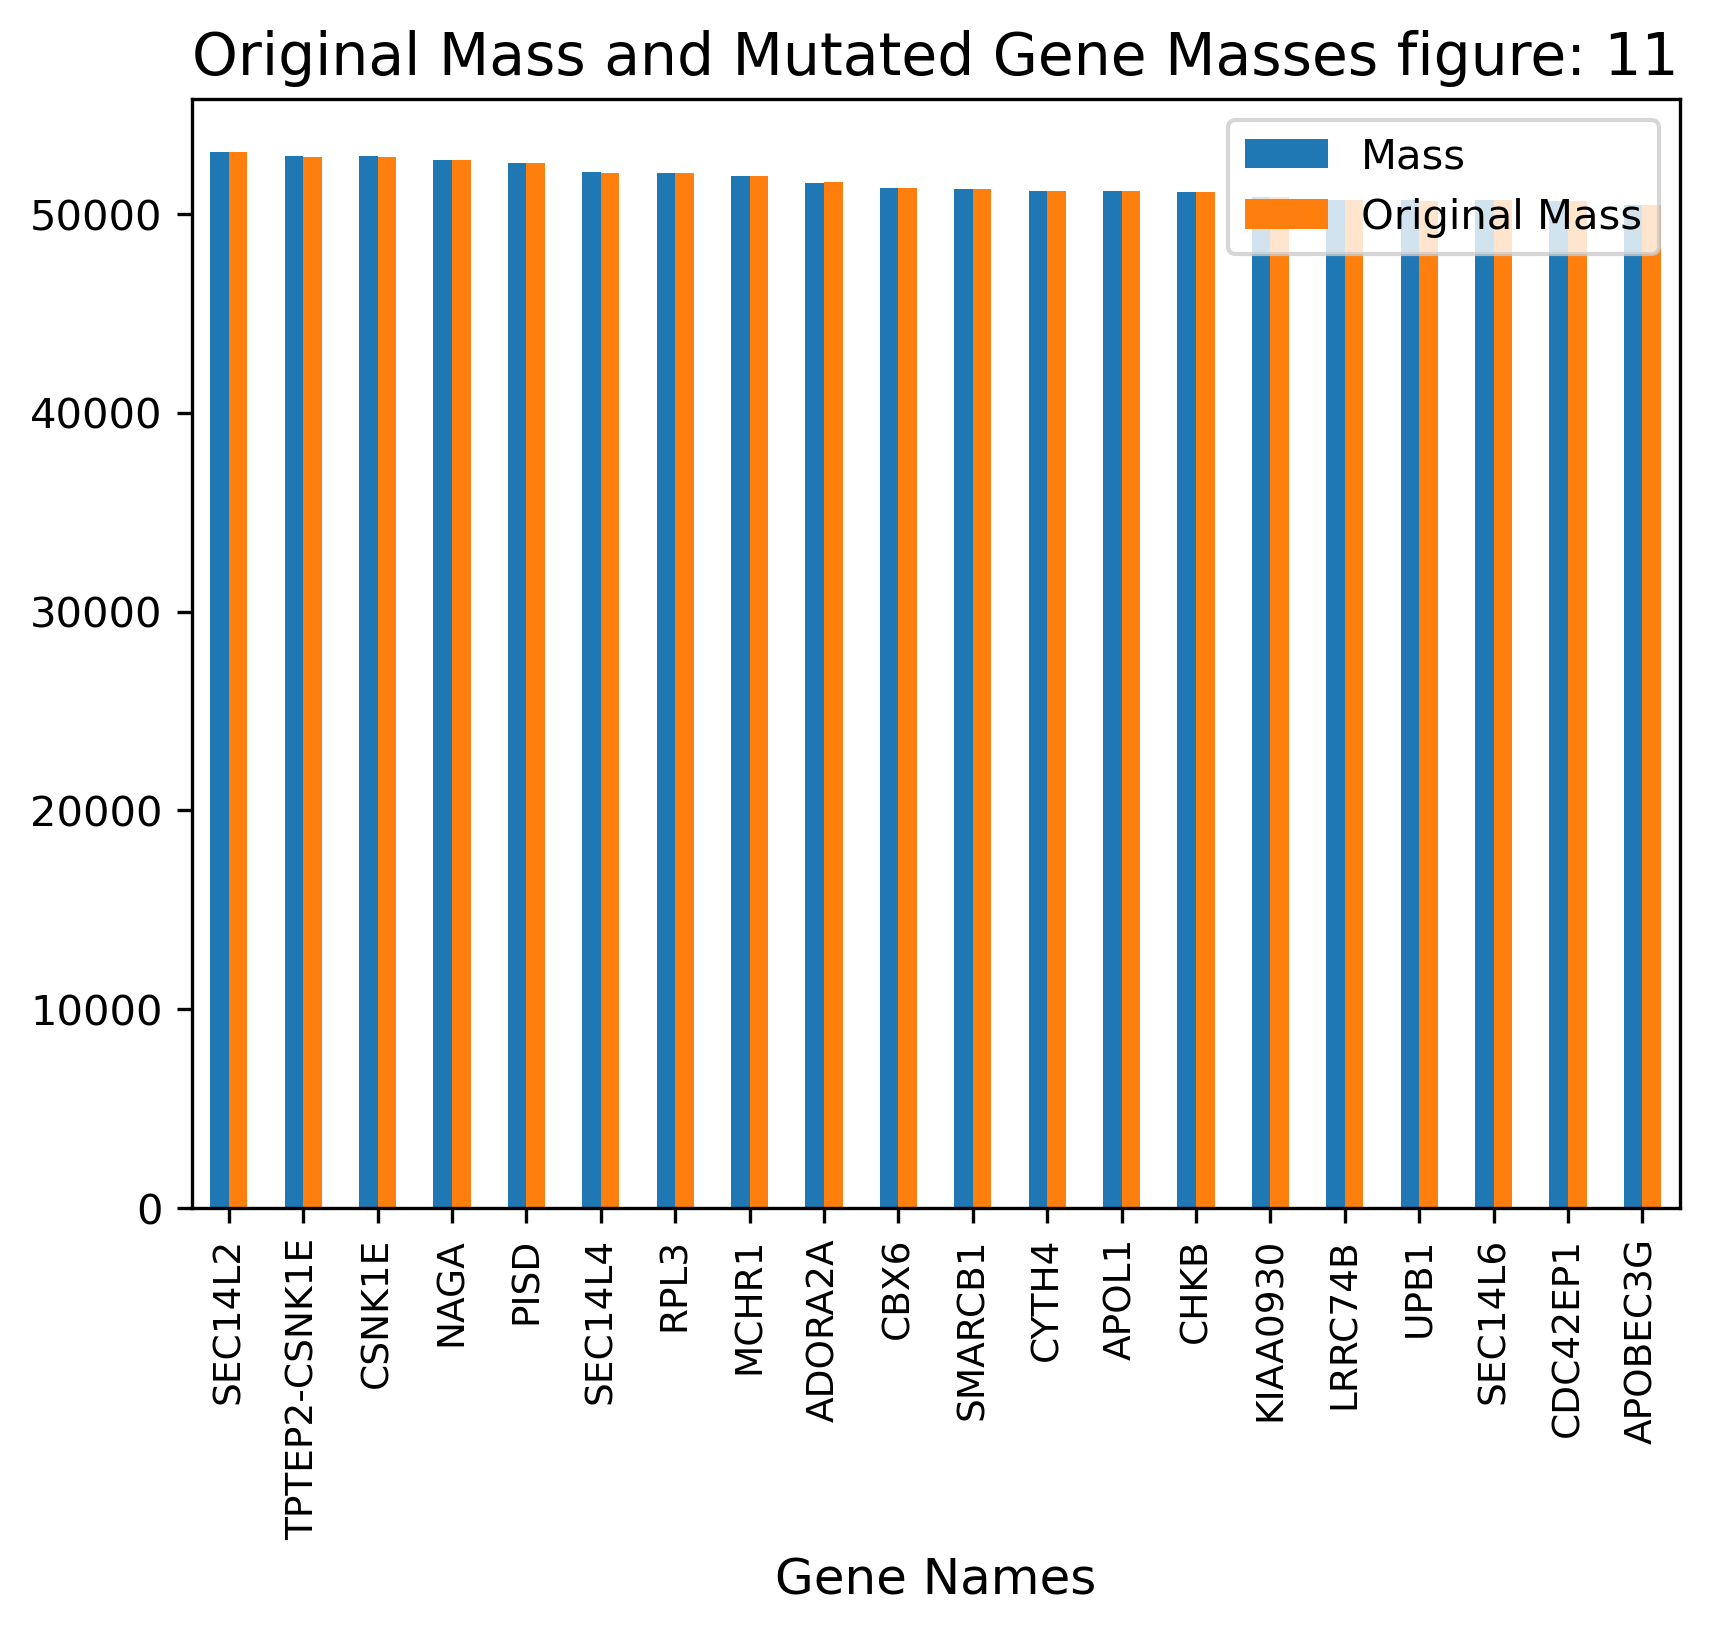 Original Mass and Mutated Gene Masses figure: 11
Mass
Original Mass
50000
40000
30000
20000
10000
0
SEC14L2
TPTEP2-CSNK1E
CSNK1E
NAGA
PISD
SEC14L4
RPL3
MCHR1
ADORA2A
CBX6
SMARCB1
CYTH4
APOL1
CHKB
KIAA0930
LRRC74B
UPB1
SEC14L6
CDC42EP1
APOBEC3G
Gene Names